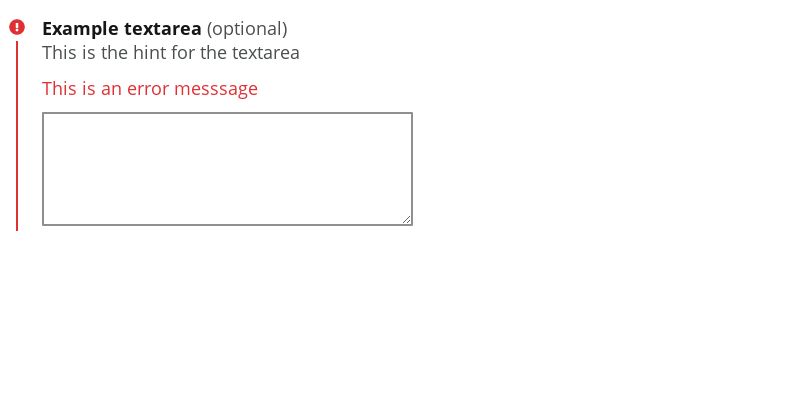 Example textarea (optional)
This is the hint for the textarea
This is an error messsage